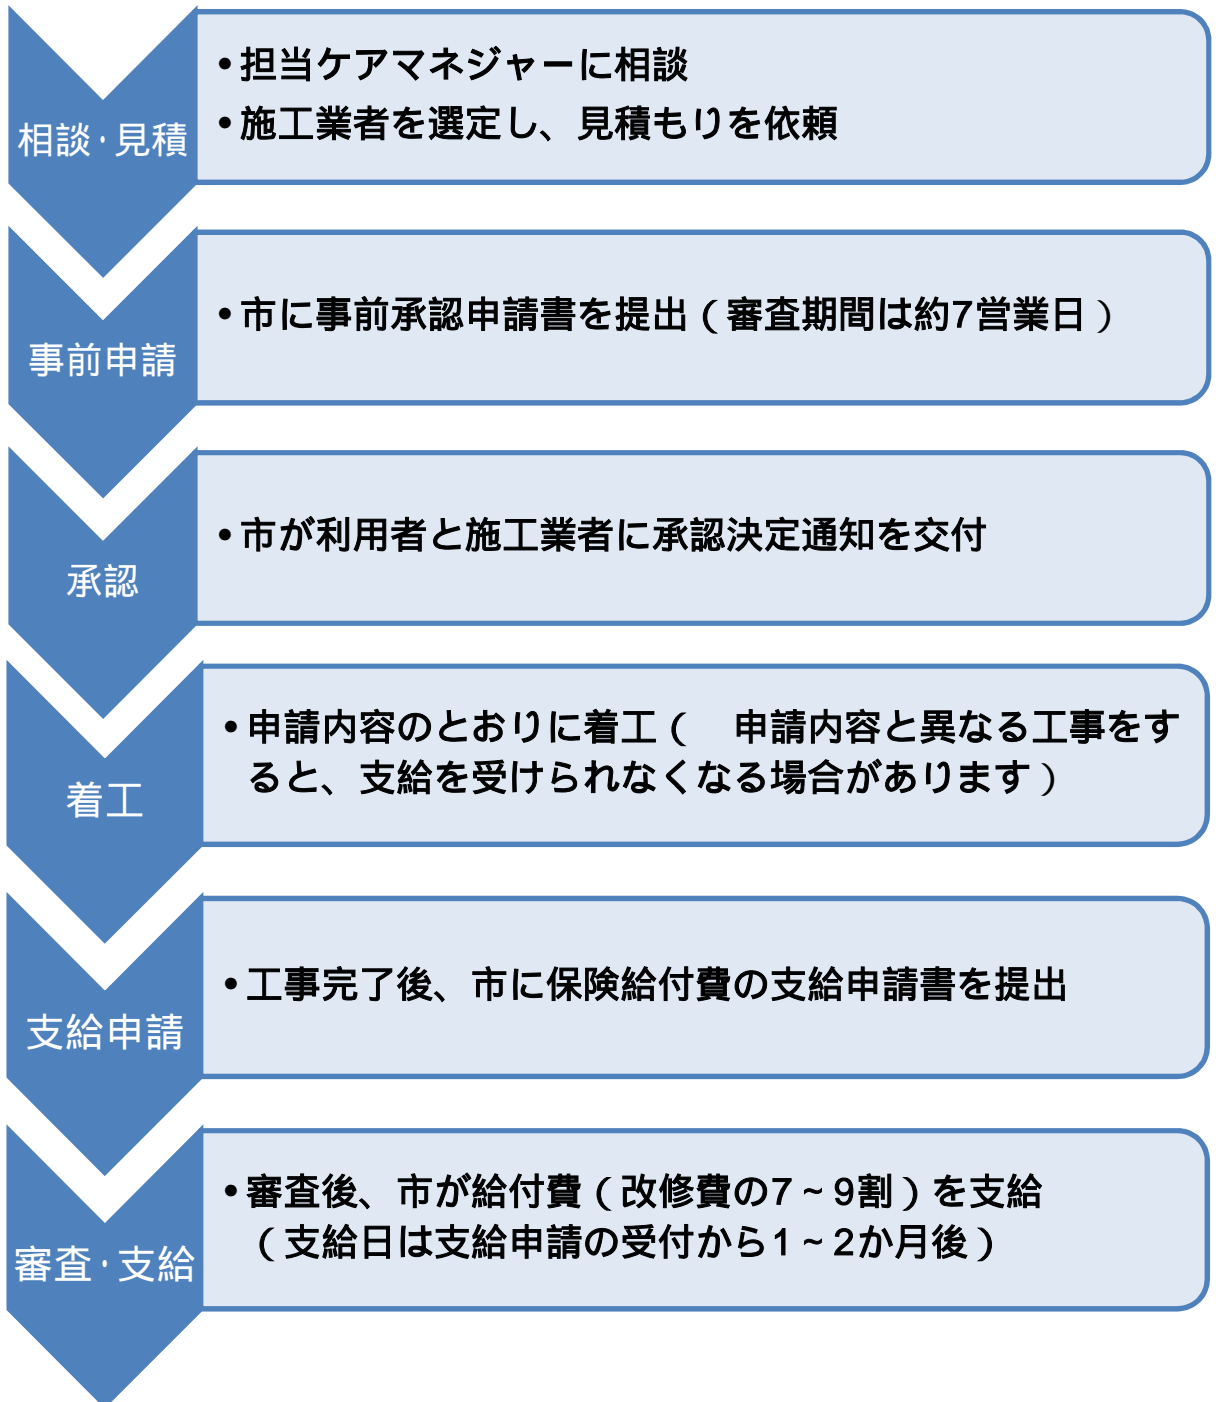 相談・見積
・担当ケアマネジャーに相談
・施工業者を選定し、見積もりを依頼
事前申請
・市に事前承認申請書を提出（審査期間は約7営業日）
承認
・市が利用者と施工業者に承認決定通知を交付
着工
・申請内容のとおりに着工（　申請内容と異なる工事をす
ると、支給を受けられなくなる場合があります）
支給申請
・工事完了後、市に保険給付費の支給申請書を提出
審査・支給
・審査後、市が給付費（改修費の7～9割）を支給
（支給日は支給申請の受付から1～2か月後）